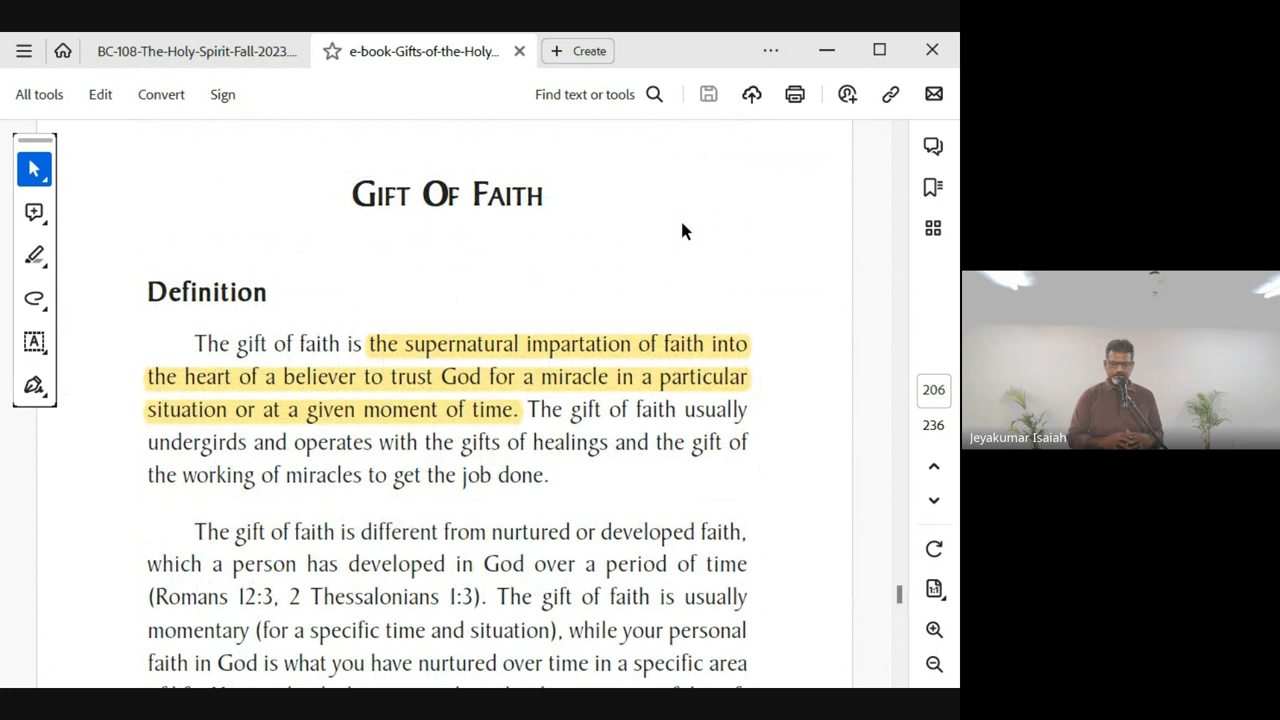 BC-108-The-Holy-Spirit-Fall-2023....
e-book-Gifts-of-the-Holy...
Create
All tools
Edit
Convert
Sign
Find text or tools
GIFT OF FAITH
Definition
The gift of faith is the supernatural impartation of faith into
the heart of a believer to trust God for a miracle in a particular
situation or at a given moment of time. The gift of faith usually
undergirds and operates with the gifts of healings and the gift of
the working of miracles to get the job done.
The gift of faith is different from nurtured or developed faith,
which a person has developed in God over a period of time
(Romans 12:3, 2 Thessalonians 1:3). The gift of faith is usually
momentary (for a specific time and situation), while your personal
faith in God is what you have nurtured over time in a specific area
206
236
1:1
Jeyakumar Isaiah